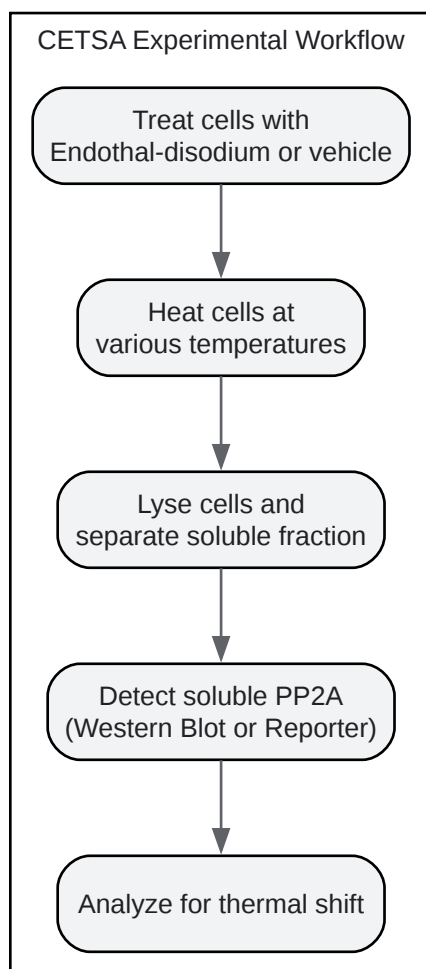 CETSA Experimental Workflow
Treat cells with
Endothal-disodium or vehicle
Heat cells at
various temperatures
Lyse cells and
separate soluble fraction
Detect soluble PP2A
(Western Blot or Reporter)
Analyze for thermal shift